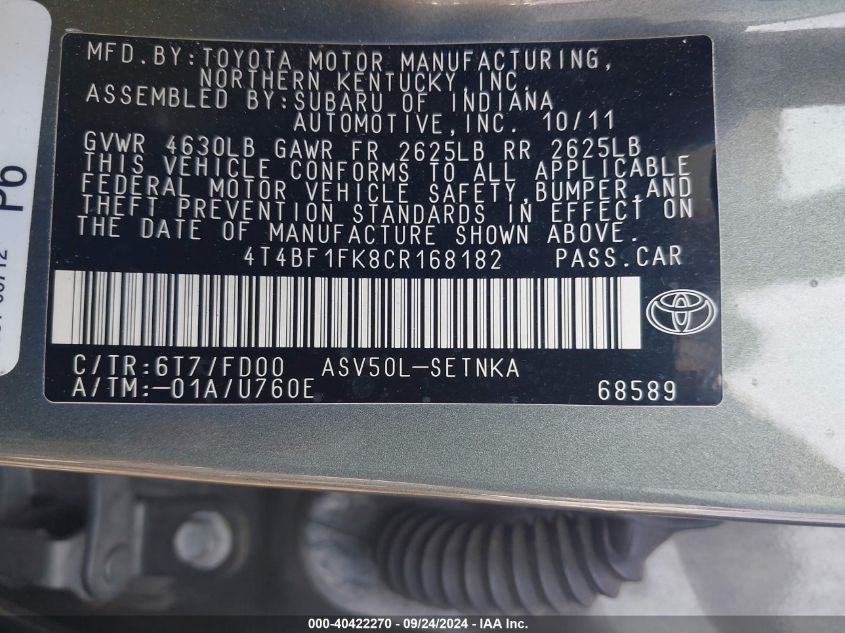 MFD.BY:TOYOTA MOTOR MANUFACTURING,
NORTHERN KENTUCKY,INC.
ASSEMBLED BY:SUBARU OF INDIANA
AUTOMOTIVE,INC. 10/11
GVWR 4630LB GAWR FR 2625LB RR 2625LB
THIS VEHICLE CONFORMS TO ALL APPLICABLE
FEDERAL MOTOR VEHICLE SAFETY,BUMPER,AND
THEFT PREVENTION STANDARDS IN EFFECT ON
THE DATE OF MANUFACTURE SHOWN ABOVE.
4T4BF1FK8CR168182 PASS.CAR
C/TR:6T7/FD00 ASV50L-SETNKA
A/TM:-01A/U760E 68589
P6
000-40422270 - 09/24/2024 - IAA Inc.